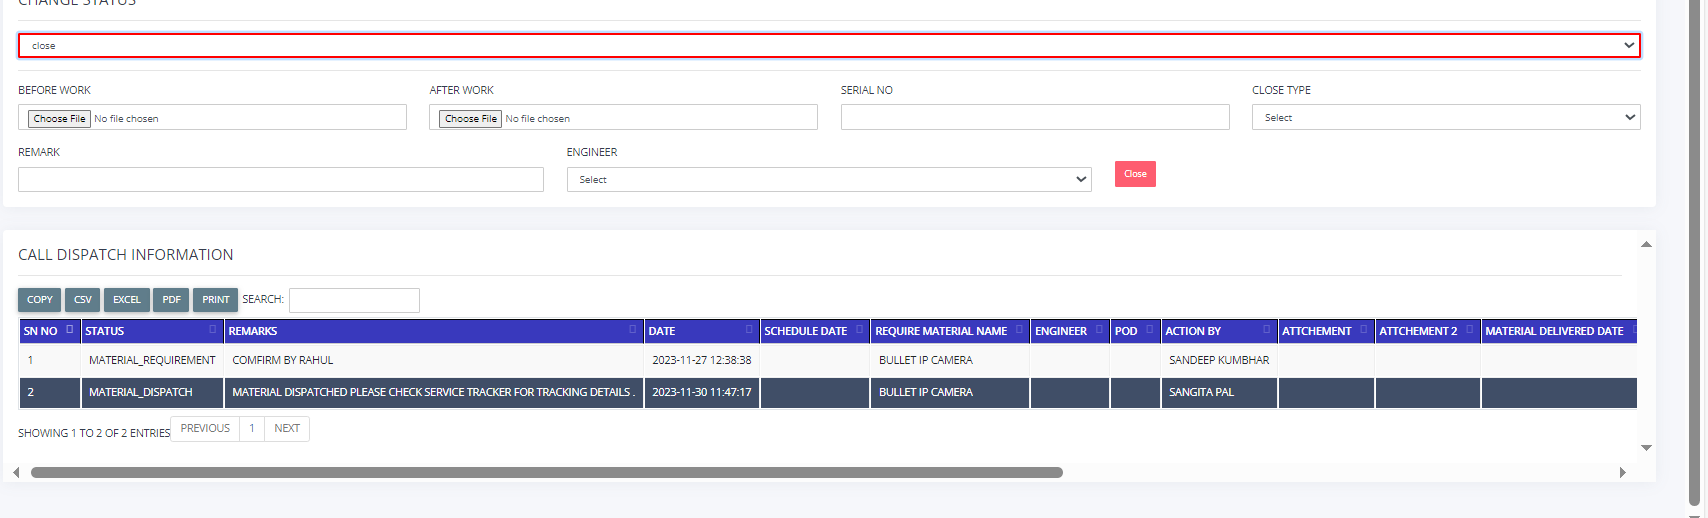 CHANGE STATUS
close
BEFORE WORK AFTER WORK SERIAL NO CLOSE TYPE
Choose File No file chosen Choose File No file chosen Select
REMARK ENGINEER
Select Close
CALL DISPATCH INFORMATION
COPY CSV EXCEL PDF PRINT SEARCH:
SN NO STATUS REMARKS DATE SCHEDULE DATE REQUIRE MATERIAL NAME ENGINEER POD ACTION BY ATTCHEMENT ATTCHEMENT 2 MATERIAL DELIVERED DATE
1 MATERIAL_REQUIREMENT COMFIRM BY RAHUL 2023-11-27 12:38:38 BULLET IP CAMERA SANDEEP KUMBHAR
2 MATERIAL_DISPATCH MATERIAL DISPATCHED PLEASE CHECK SERVICE TRACKER FOR TRACKING DETAILS . 2023-11-30 11:47:17 BULLET IP CAMERA SANGITA PAL
SHOWING 1 TO 2 OF 2 ENTRIES PREVIOUS 1 NEXT